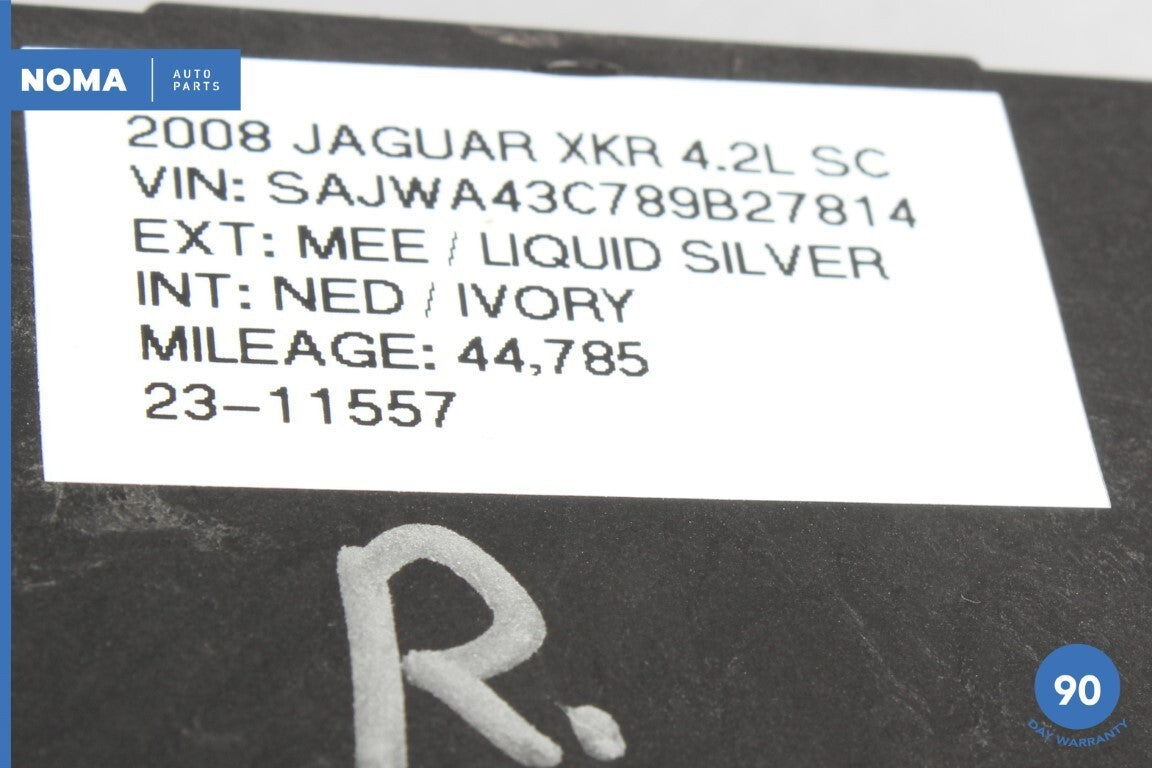 NOMA AUTO PARTS
2008 JAGUAR XKR 4.2L SC
VIN: SAJWA43C789B27814
EXT: MEE / LIQUID SILVER
INT: NED / IVORY
MILEAGE: 44,785
23-11557
R.
90
DAY WARRANTY